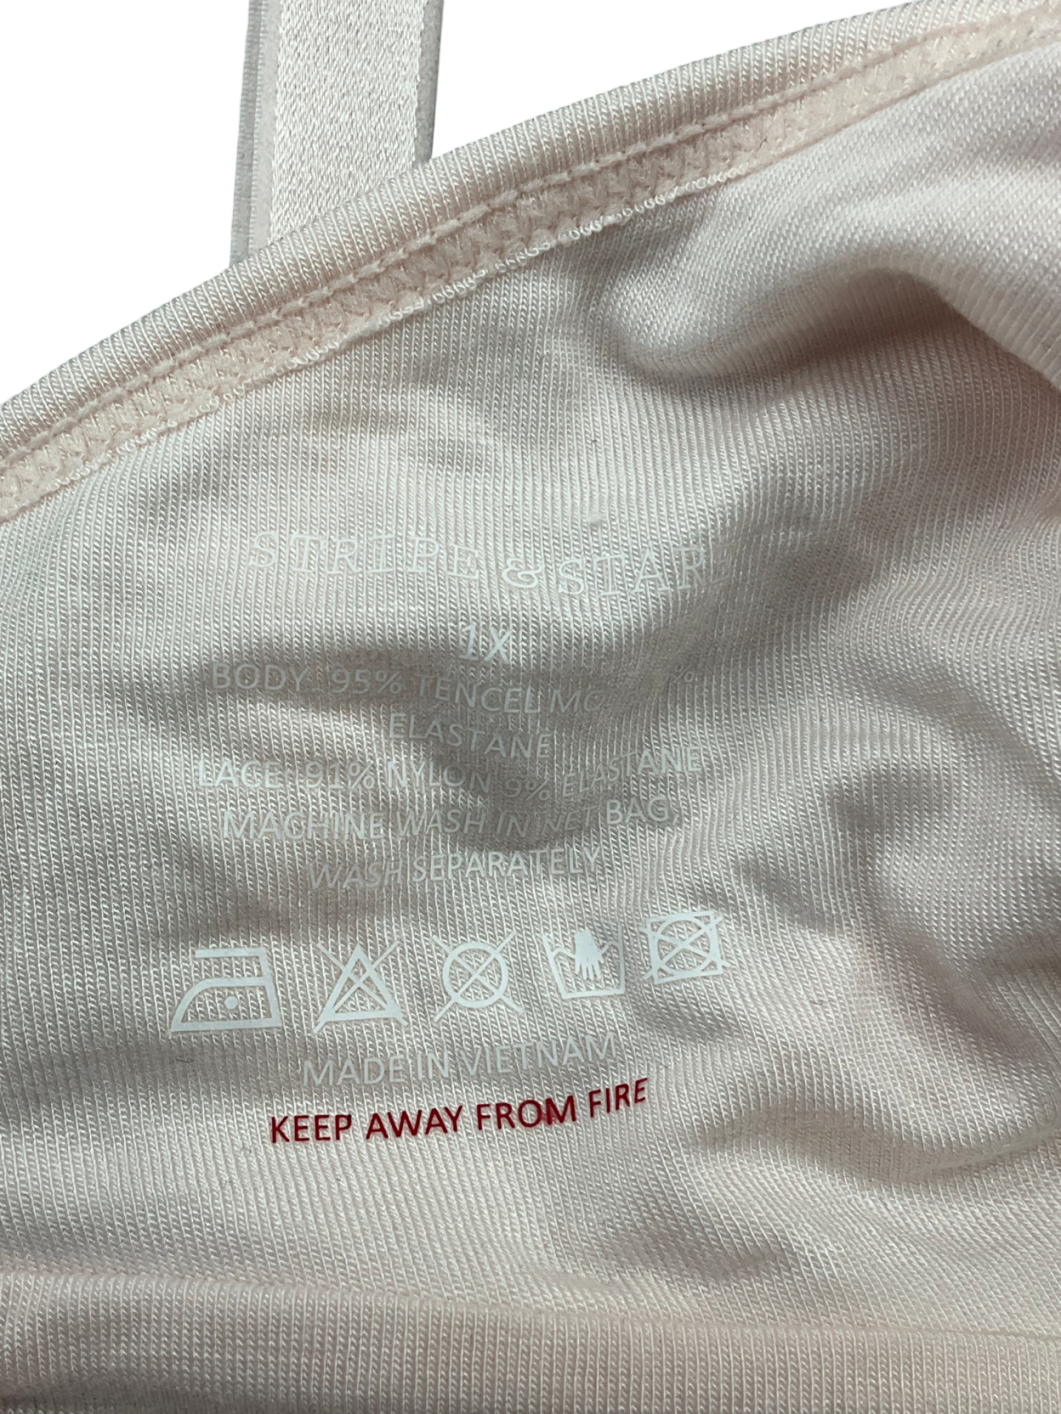 STRIPE & STARE
1X
BODY 95% TENCEL
ELASTANE
LACE 91% NYLON 9% ELASTANE
MACHINE WASH IN NET BAG
WASH SEPARATELY
MADE IN VIETNAM
KEEP AWAY FROM FIRE